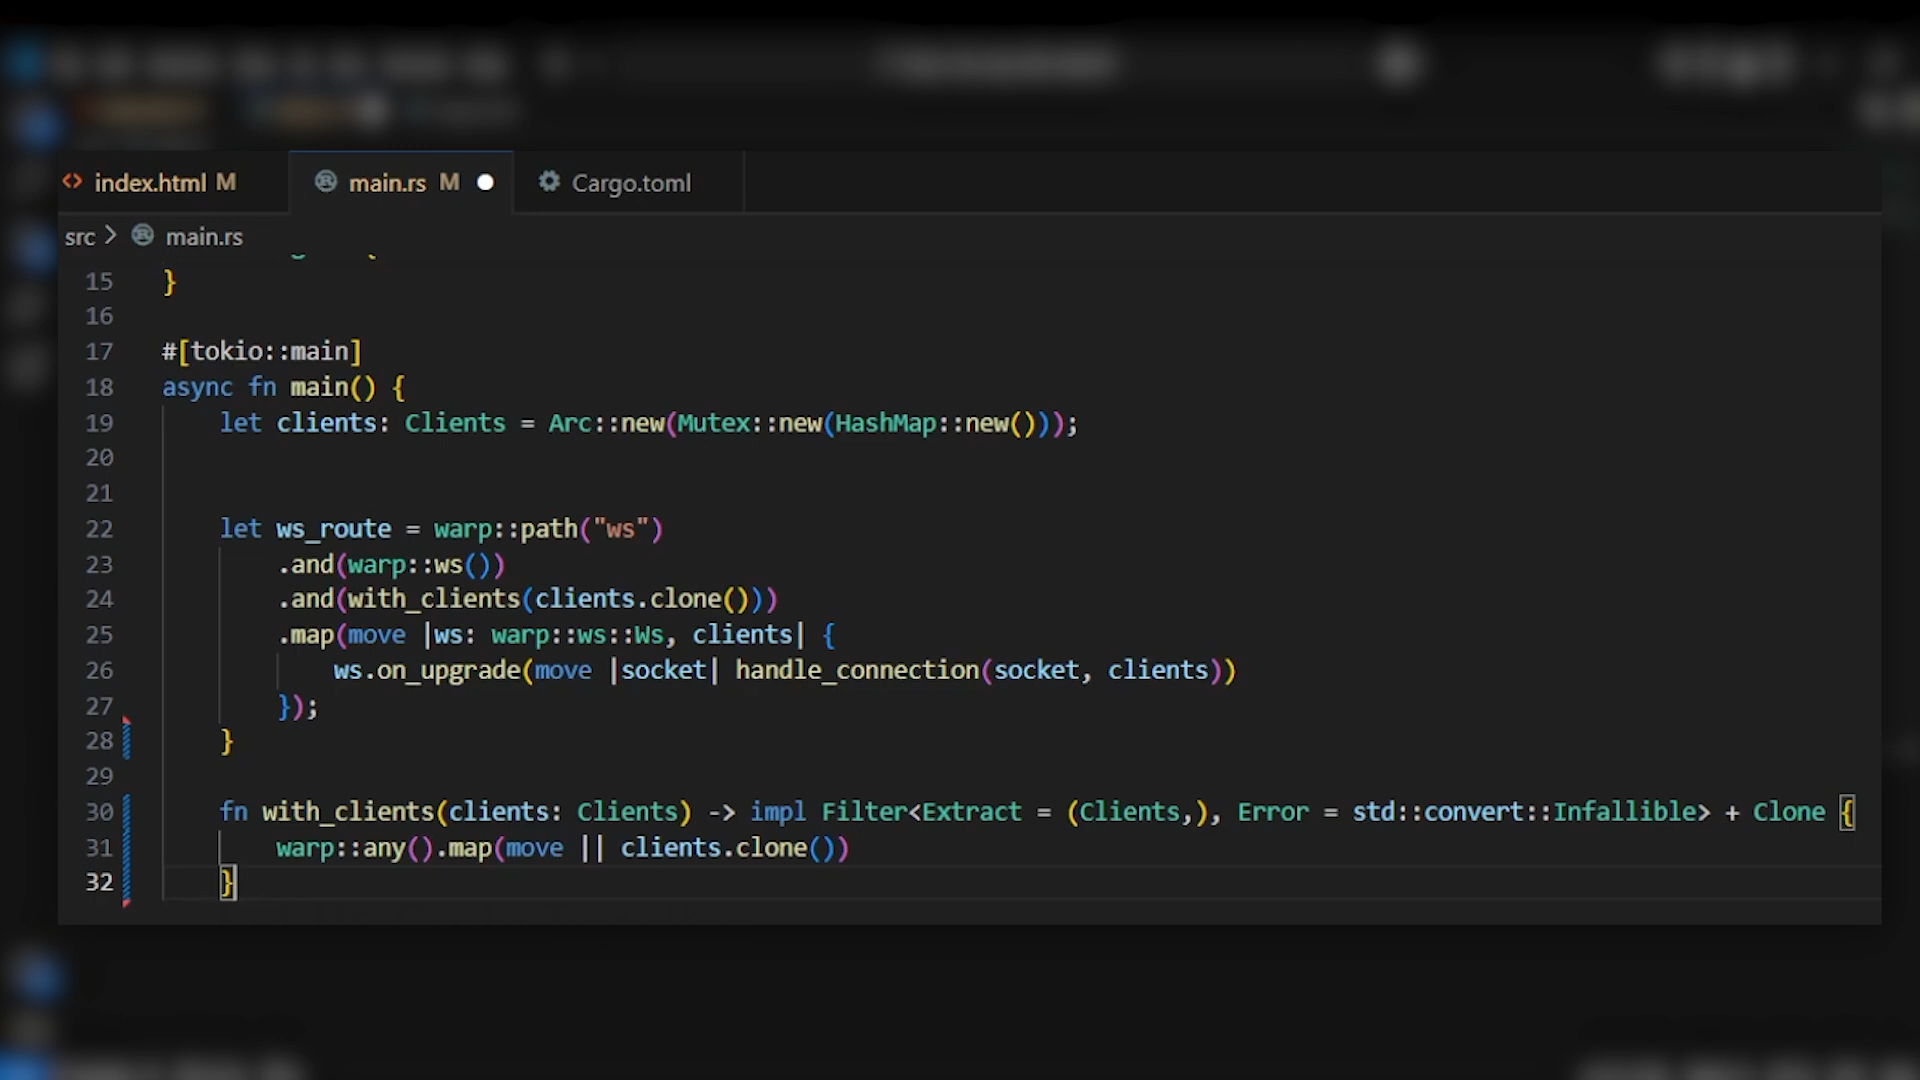 index.html M main.rs M Cargo.toml
src > main.rs
15 }
16
17 #[tokio::main]
18 async fn main() {
19     let clients: Clients = Arc::new(Mutex::new(HashMap::new()));
20
21
22     let ws_route = warp::path("ws")
23         .and(warp::ws())
24         .and(with_clients(clients.clone()))
25         .map(move |ws: warp::ws::Ws, clients| {
26             ws.on_upgrade(move |socket| handle_connection(socket, clients))
27         });
28     }
29
30     fn with_clients(clients: Clients) -> impl Filter<Extract = (Clients,), Error = std::convert::Infallible> + Clone {
31         warp::any().map(move || clients.clone())
32     }